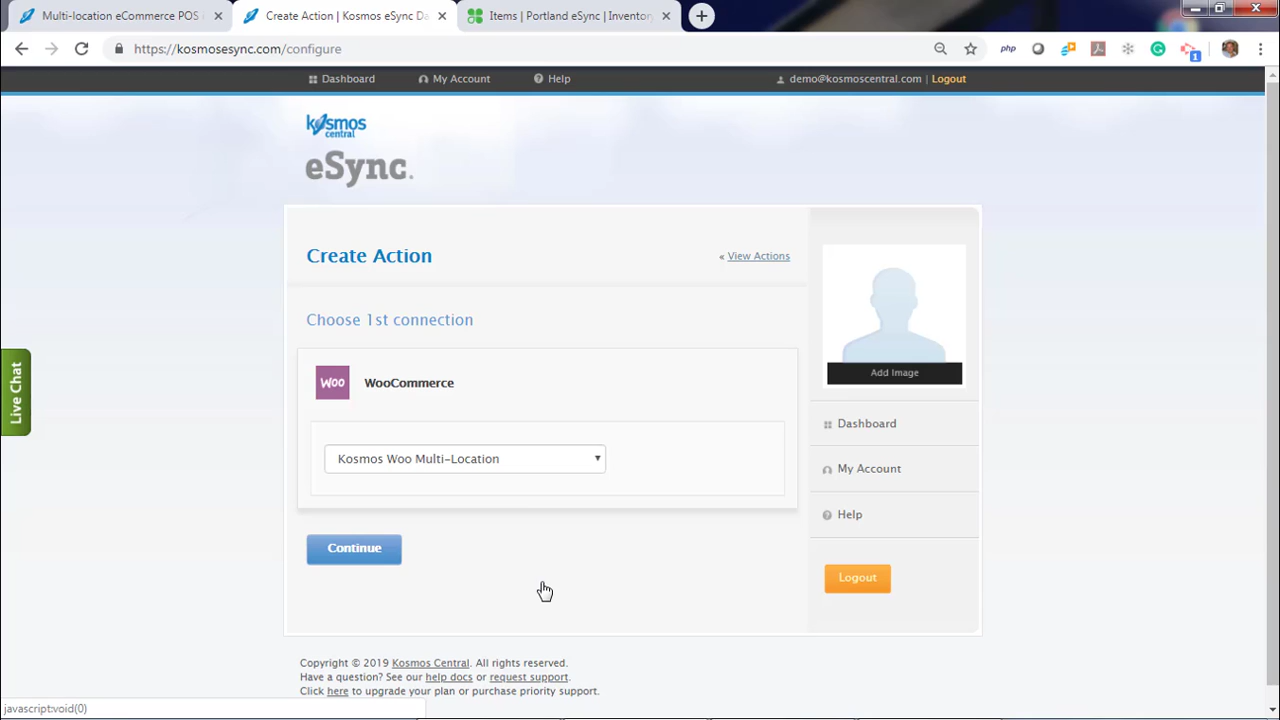 Multi-location eCommerce POS
Create Action | Kosmos eSync Da
Items | Portland eSync | Inventory
https://kosmosesync.com/configure
php
1
Dashboard
My Account
Help
demo@kosmoscentral.com | Logout
kosmos
central
eSync.
Create Action
« View Actions
Choose 1st connection
Woo
WooCommerce
Add Image
Live Chat
Kosmos Woo Multi-Location
Dashboard
My Account
Help
Continue
Logout
Copyright © 2019 Kosmos Central. All rights reserved.
Have a question? See our help docs or request support.
Click here to upgrade your plan or purchase priority support.
javascript:void(0)